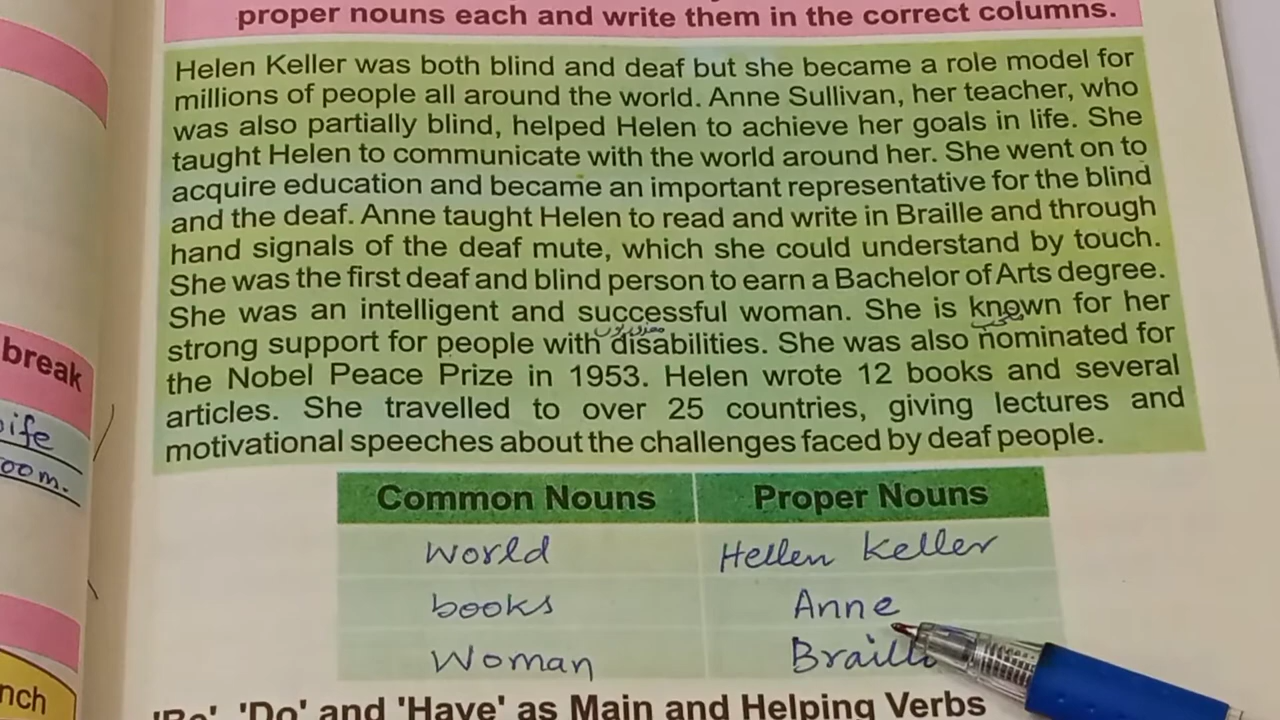 proper nouns each and write them in the correct columns.
Helen Keller was both blind and deaf but she became a role model for
millions of people all around the world. Anne Sullivan, her teacher, who
was also partially blind, helped Helen to achieve her goals in life. She
taught Helen to communicate with the world around her. She went on to
acquire education and became an important representative for the blind
and the deaf. Anne taught Helen to read and write in Braille and through
hand signals of the deaf mute, which she could understand by touch.
She was the first deaf and blind person to earn a Bachelor of Arts degree.
She was an intelligent and successful woman. She is known for her
strong support for people with disabilities. She was also nominated for
the Nobel Peace Prize in 1953. Helen wrote 12 books and several
articles. She travelled to over 25 countries, giving lectures and
motivational speeches about the challenges faced by deaf people.
break
Common Nouns Proper Nouns
World Hellen Keller
books Anne
Woman
'Do' and 'Have' as Main and Helping Verbs